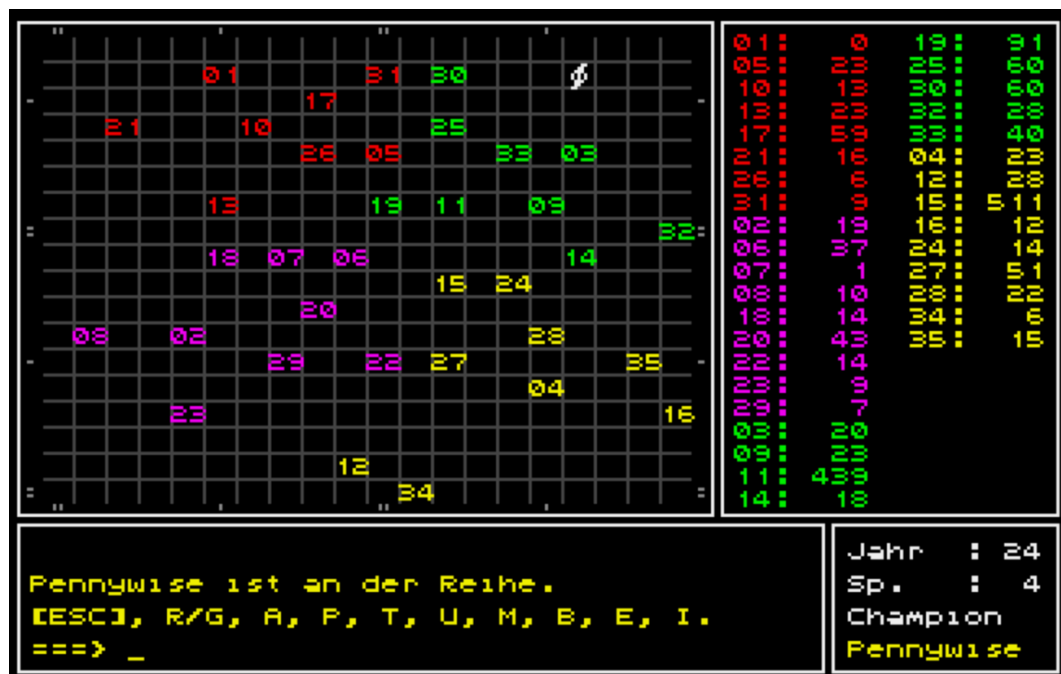 01 31 30
17
21 10 25
26 05 33 03
13 19 11 09
32
18 07 06 14
15 24
20
08 02 28
29 22 27 35
04
23 16
12
34
01: 0 19: 91
05: 23 25: 60
10: 13 30: 60
13: 23 32: 28
17: 59 33: 40
21: 16 04: 23
26: 6 12: 28
31: 9 15: 511
02: 19 16: 12
06: 37 24: 14
07: 1 27: 51
08: 10 28: 22
18: 14 34: 6
20: 43 35: 15
22: 14
23: 9
29: 7
03: 20
09: 23
11: 439
14: 18
Pennywise ist an der Reihe.
[ESC], R/G, A, P, T, U, M, B, E, I.
===> _
Jahr : 24
Sp. : 4
Champion
Pennywise